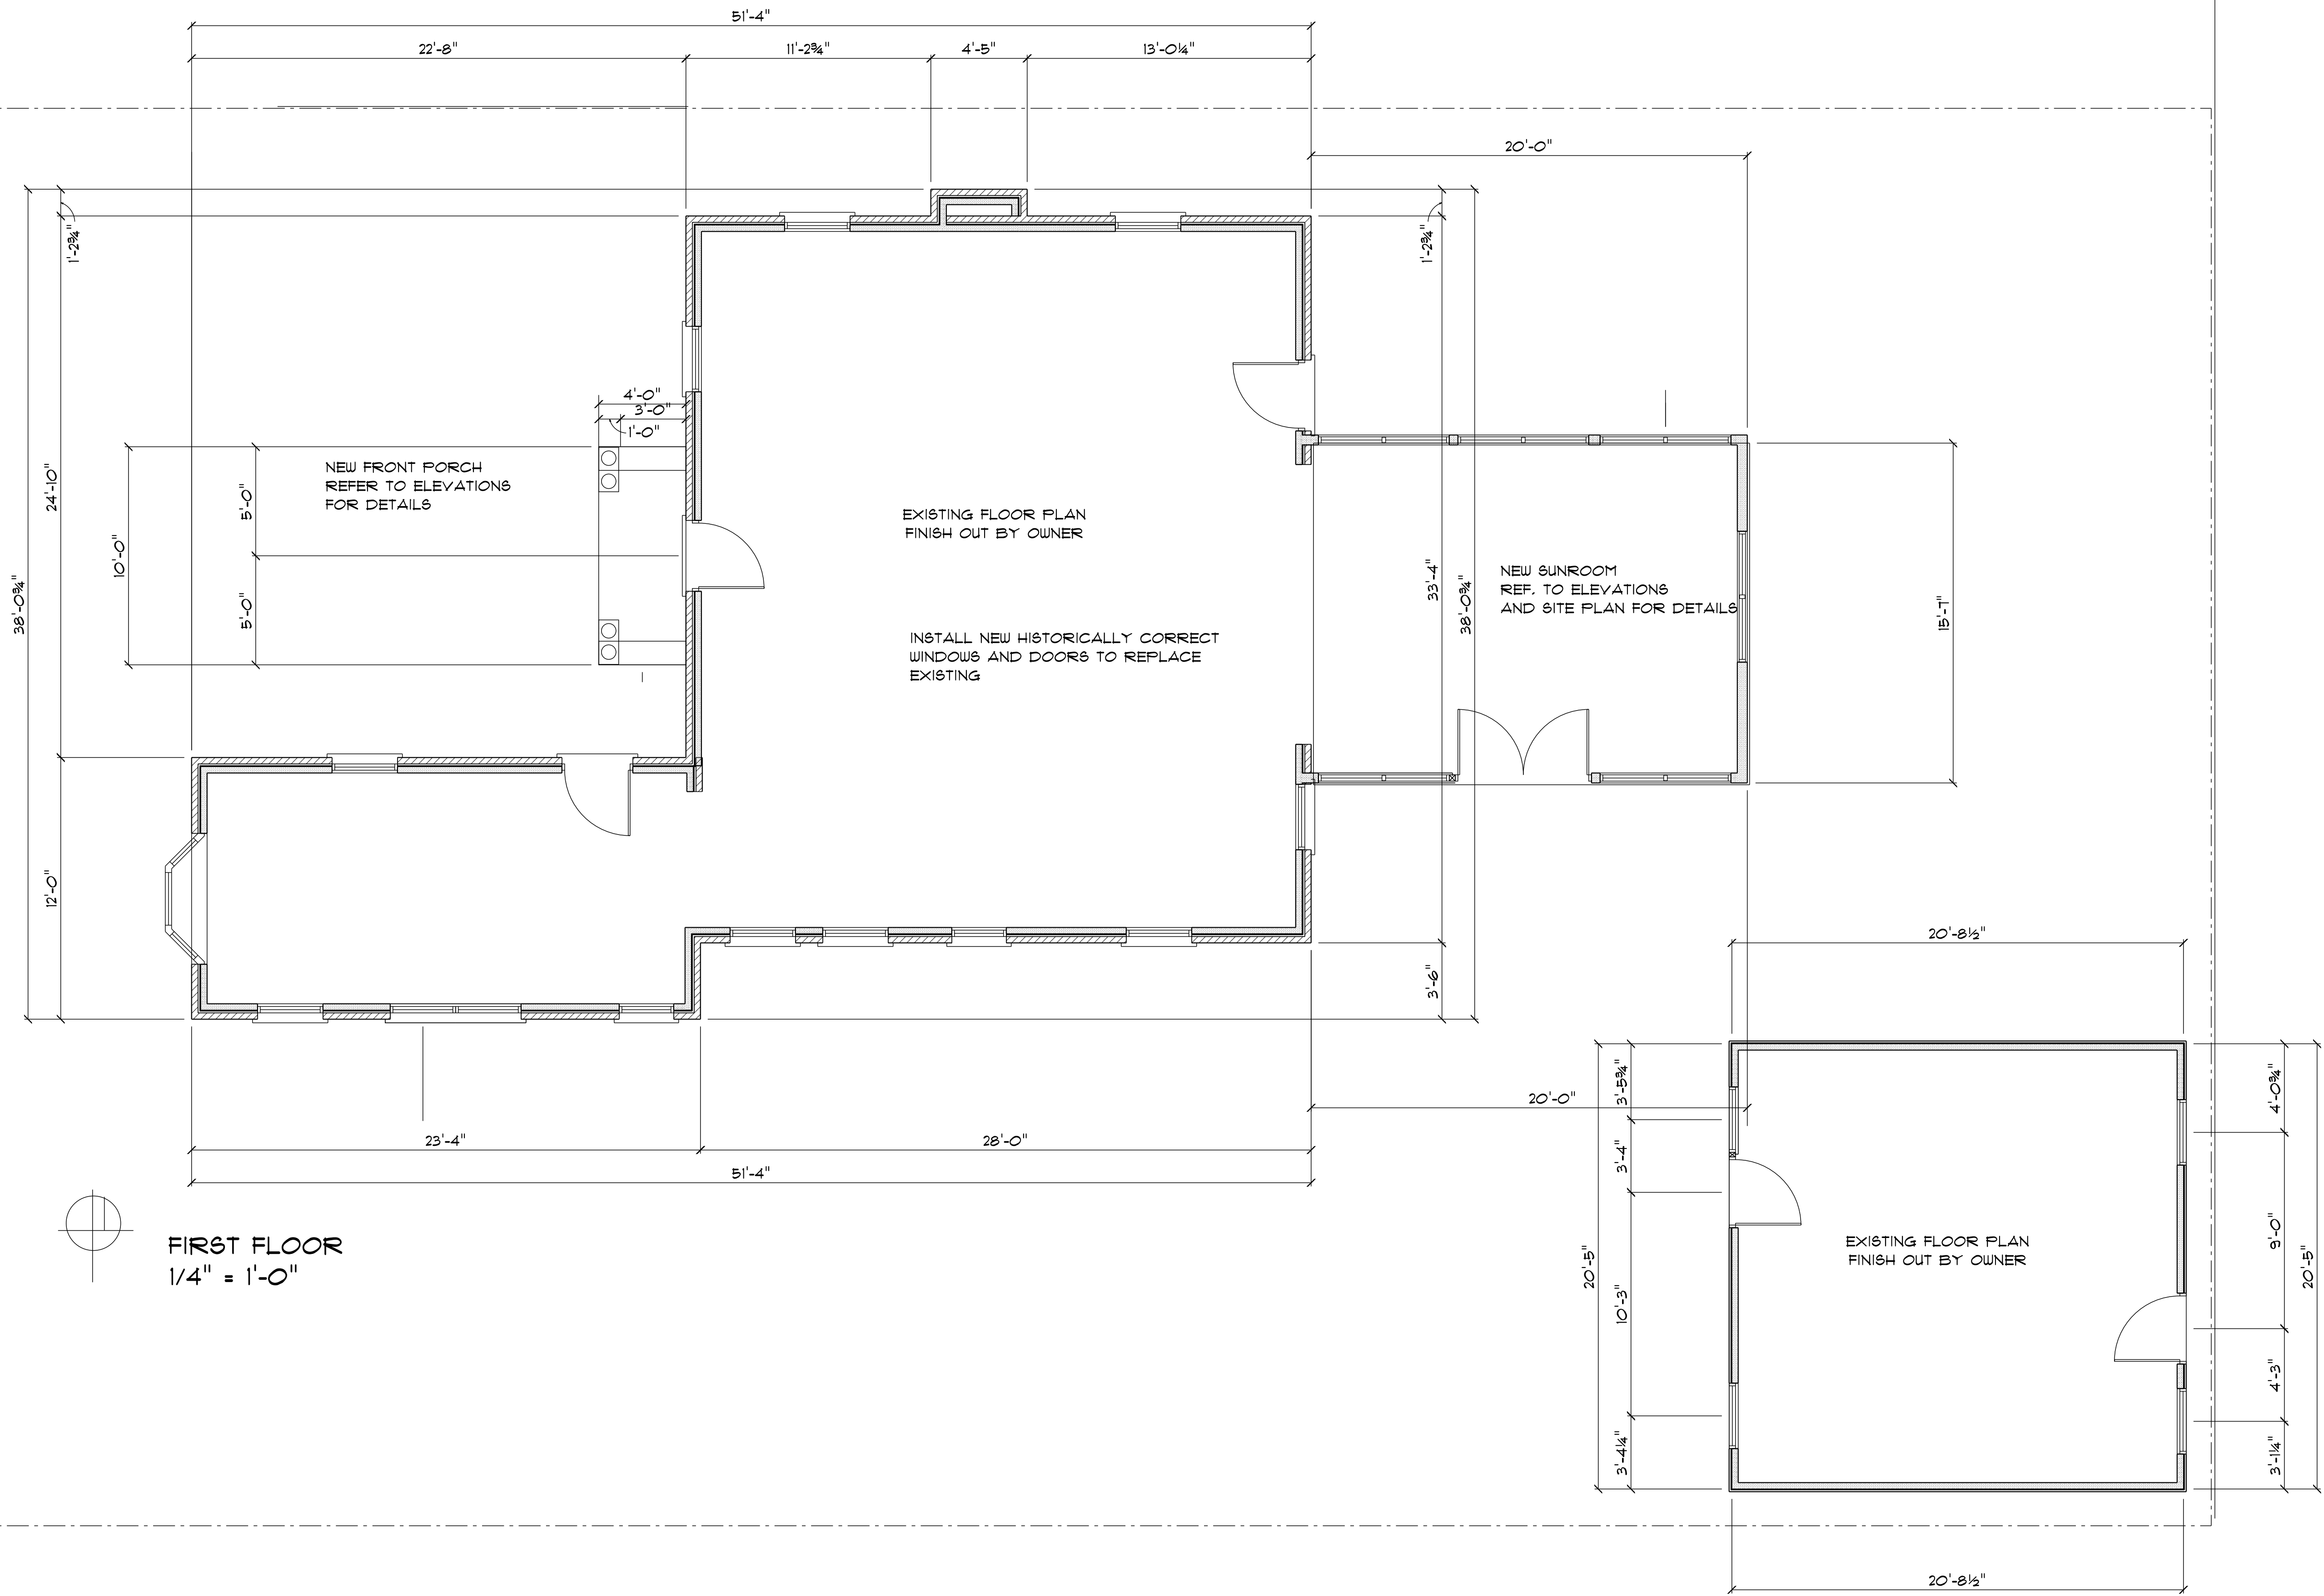 51'-4"
22'-8"
11'-2¾"
4'-5"
13'-0¼"
20'-0"
1'-2¾"
1'-2¾"
4'-0"
3'-0"
1'-0"
24'-10"
38'-0¾"
10'-0"
5'-0"
5'-0"
NEW FRONT PORCH
REFER TO ELEVATIONS
FOR DETAILS
EXISTING FLOOR PLAN
FINISH OUT BY OWNER
INSTALL NEW HISTORICALLY CORRECT
WINDOWS AND DOORS TO REPLACE
EXISTING
33'-4"
38'-0¾"
NEW SUNROOM
REF. TO ELEVATIONS
AND SITE PLAN FOR DETAILS
15'-7"
12'-0"
3'-6"
20'-8½"
20'-0"
23'-4"
28'-0"
51'-4"
FIRST FLOOR
1/4" = 1'-0"
20'-5"
3'-5¾"
3'-4"
10'-3"
3'-4¼"
EXISTING FLOOR PLAN
FINISH OUT BY OWNER
4'-0¾"
9'-0"
4'-3"
3'-1¼"
20'-5"
20'-8½"